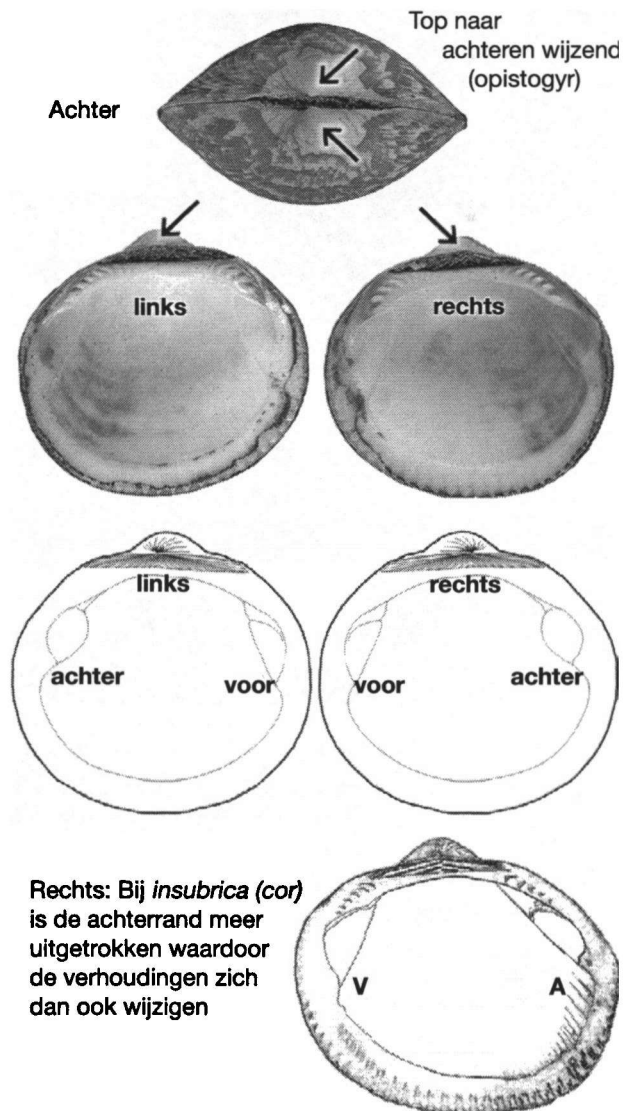 Top naar
achteren wijzend
(opistogyr)
Achter
links
rechts
links
rechts
achter
voor
voor
achter
Rechts: Bij insubrica (cor)
is de achterrand meer
uitgetrokken waardoor
de verhoudingen zich
dan ook wijzigen
V
A